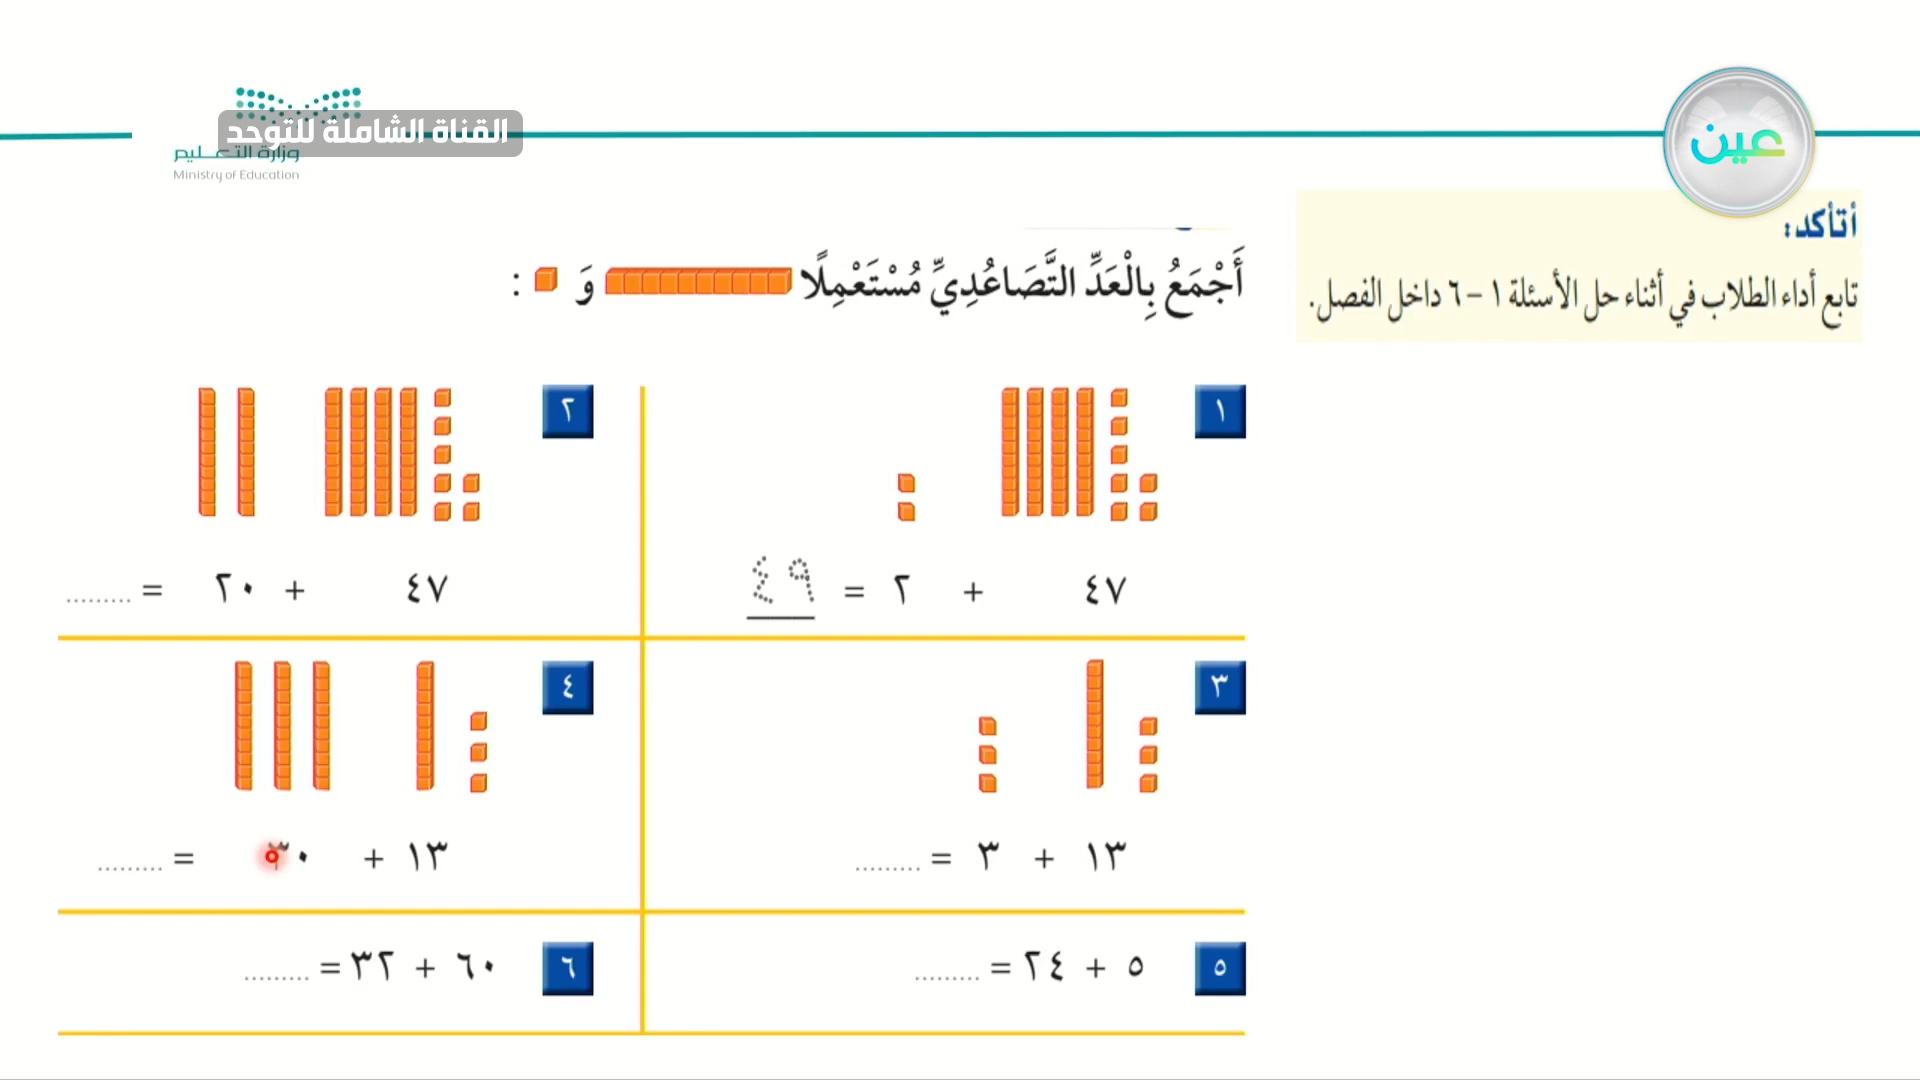 القناة الشاملة للتوحد
وزارة التعليم
Ministry of Education
عين
أتأكد:
تابع أداء الطلاب في أثناء حل الأسئلة ١ – ٦ داخل الفصل.
أَجْمَعُ بِالْعَدِّ التَّصَاعُدِيِّ مُسْتَعْمِلًا وَ :
١
٤٧ + ٢ = ٤٩
٢
٤٧ + ٢٠ = .........
٣
١٣ + ٣ = .........
٤
١٣ + ٣٠ = .........
٥
٥ + ٢٤ = .........
٦
٦٠ + ٣٢ = .........